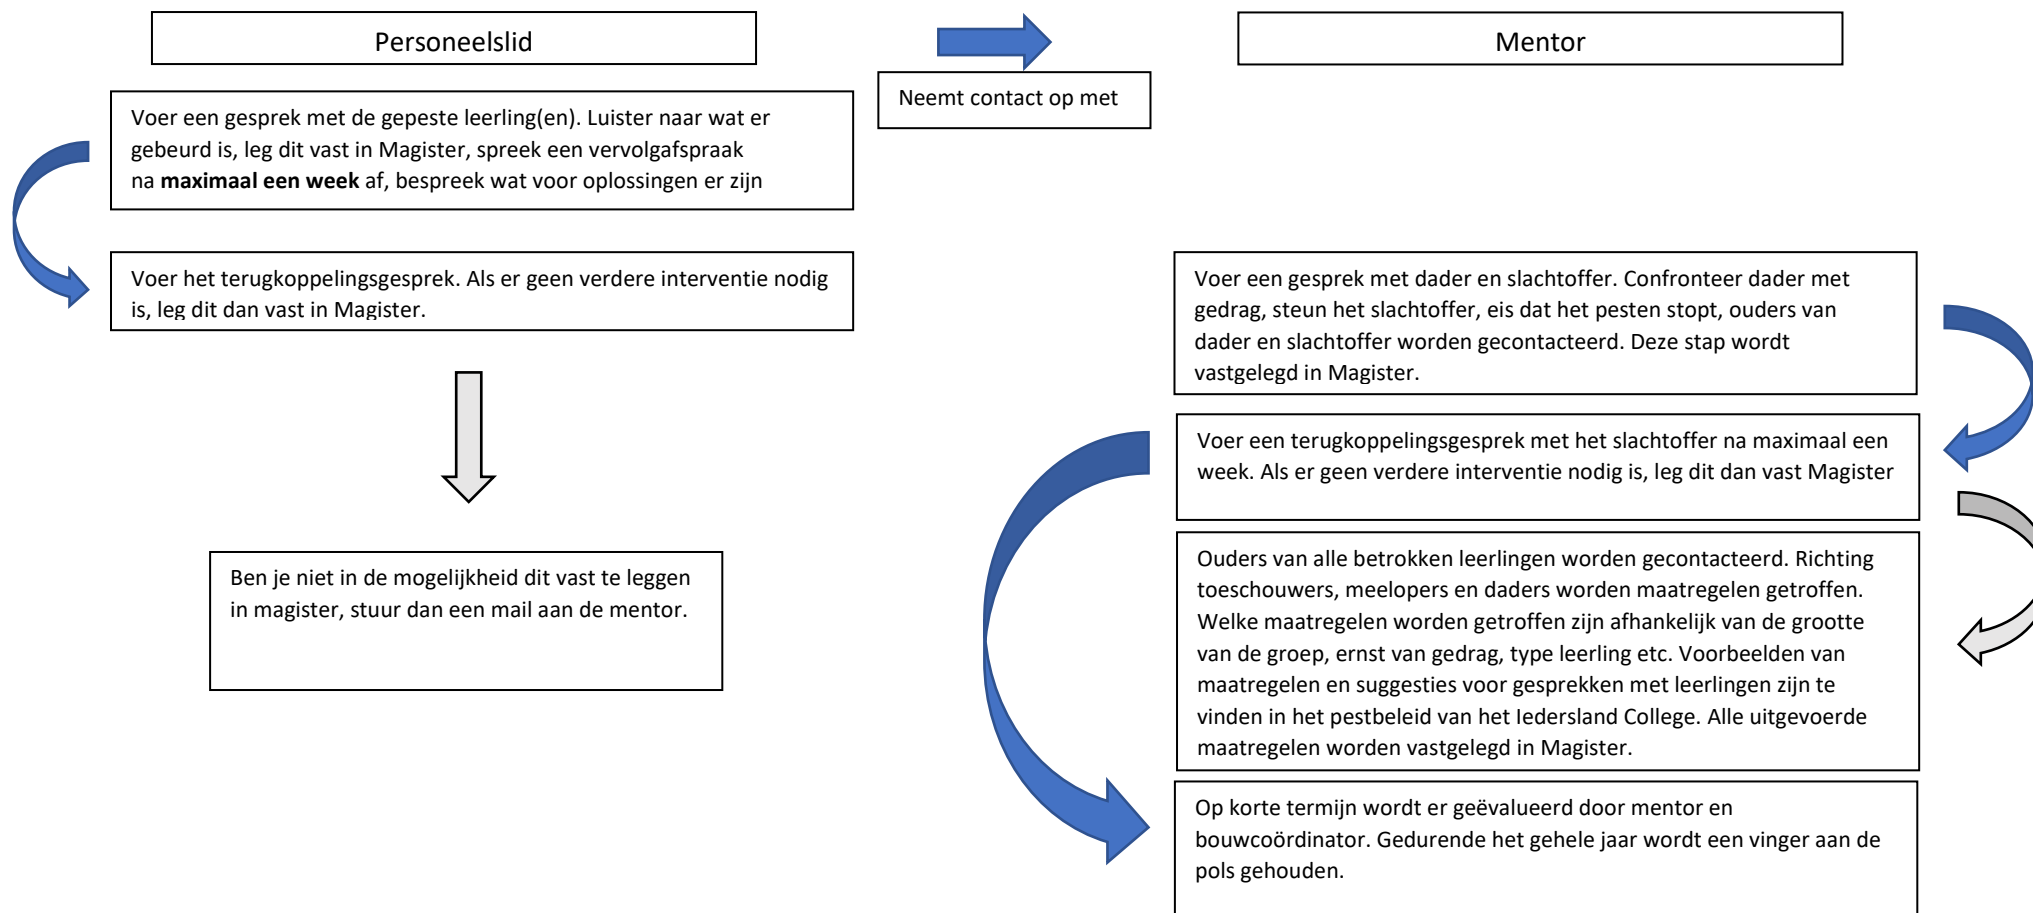 Personeelslid
Neemt contact op met
Mentor
Voer een gesprek met de gepeste leerling(en). Luister naar wat er
gebeurd is, leg dit vast in Magister, spreek een vervolgafspraak
na maximaal een week af, bespreek wat voor oplossingen er zijn
Voer het terugkoppelingsgesprek. Als er geen verdere interventie nodig
is, leg dit dan vast in Magister.
Ben je niet in de mogelijkheid dit vast te leggen
in magister, stuur dan een mail aan de mentor.
Voer een gesprek met dader en slachtoffer. Confronteer dader met
gedrag, steun het slachtoffer, eis dat het pesten stopt, ouders van
dader en slachtoffer worden gecontacteerd. Deze stap wordt
vastgelegd in Magister.
Voer een terugkoppelingsgesprek met het slachtoffer na maximaal een
week. Als er geen verdere interventie nodig is, leg dit dan vast Magister
Ouders van alle betrokken leerlingen worden gecontacteerd. Richting
toeschouwers, meelopers en daders worden maatregelen getroffen.
Welke maatregelen worden getroffen zijn afhankelijk van de grootte
van de groep, ernst van gedrag, type leerling etc. Voorbeelden van
maatregelen en suggesties voor gesprekken met leerlingen zijn te
vinden in het pestbeleid van het Iedersland College. Alle uitgevoerde
maatregelen worden vastgelegd in Magister.
Op korte termijn wordt er geëvalueerd door mentor en
bouwcoördinator. Gedurende het gehele jaar wordt een vinger aan de
pols gehouden.